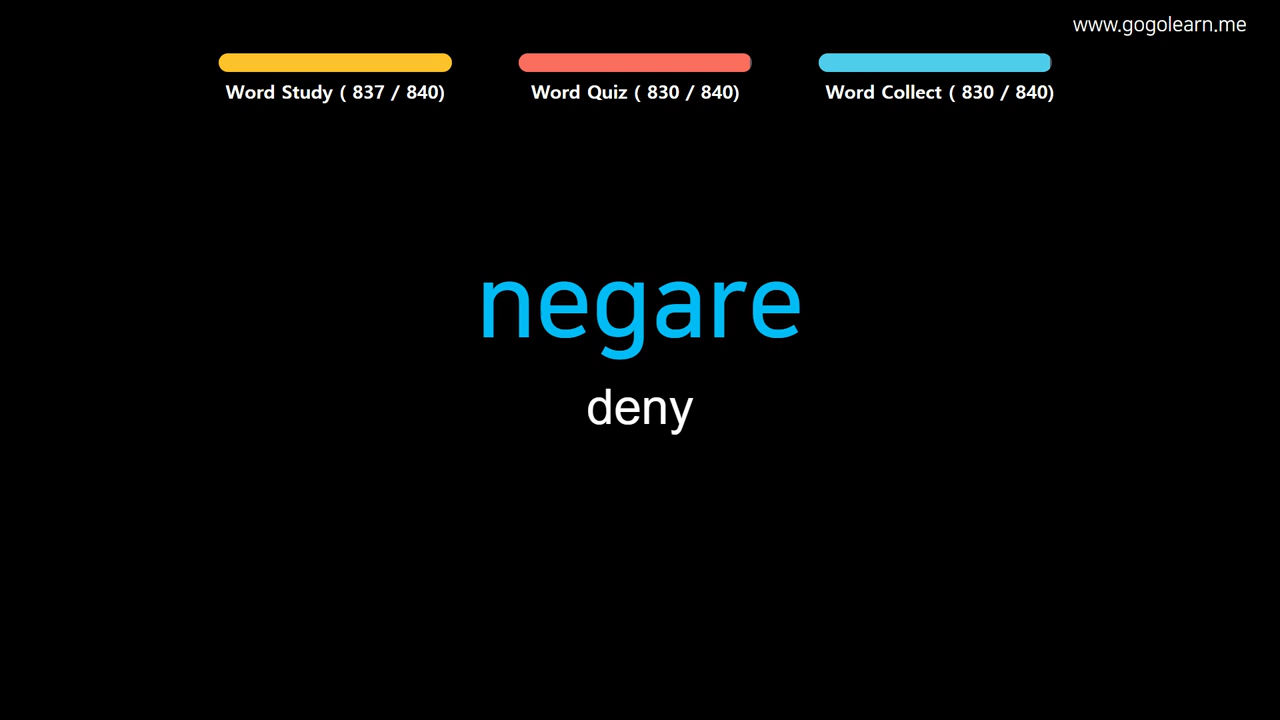 www.gogolearn.me
Word Study ( 837 / 840)
Word Quiz ( 830 / 840)
Word Collect ( 830 / 840)
negare
deny